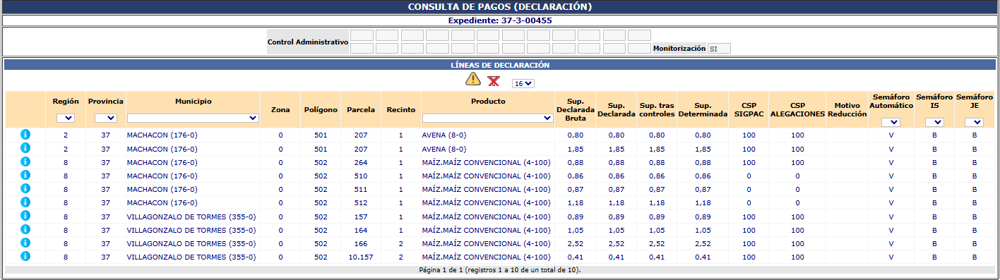 CONSULTA DE PAGOS (DECLARACIÓN)
Expediente: 37-3-00455
Control Administrativo
Monitorización SI
LÍNEAS DE DECLARACIÓN
16
Región Provincia Municipio Zona Polígono Parcela Recinto Producto Sup. Declarada Bruta Sup. Declarada Sup. tras controles Sup. Determinada CSP SIGPAC CSP ALEGACIONES Motivo Reducción Semáforo Automático Semáforo IS Semáforo JE
2 37 MACHACON (176-0) 0 501 207 1 AVENA (8-0) 0,80 0,80 0,80 0,80 100 100 V B B
2 37 MACHACON (176-0) 0 501 207 1 AVENA (8-0) 1,85 1,85 1,85 1,85 100 100 V B B
8 37 MACHACON (176-0) 0 502 264 1 MAÍZ.MAÍZ CONVENCIONAL (4-100) 0,88 0,88 0,88 0,88 100 100 V B B
8 37 MACHACON (176-0) 0 502 510 1 MAÍZ.MAÍZ CONVENCIONAL (4-100) 0,86 0,86 0,86 0,86 0 0 V B B
8 37 MACHACON (176-0) 0 502 511 1 MAÍZ.MAÍZ CONVENCIONAL (4-100) 0,87 0,87 0,87 0,87 0 0 V B B
8 37 MACHACON (176-0) 0 502 512 1 MAÍZ.MAÍZ CONVENCIONAL (4-100) 1,18 1,18 1,18 1,18 0 0 V B B
8 37 VILLAGONZALO DE TORMES (355-0) 0 502 157 1 MAÍZ.MAÍZ CONVENCIONAL (4-100) 0,89 0,89 0,89 0,89 100 100 V B B
8 37 VILLAGONZALO DE TORMES (355-0) 0 502 164 1 MAÍZ.MAÍZ CONVENCIONAL (4-100) 1,05 1,05 1,05 1,05 100 100 V B B
8 37 VILLAGONZALO DE TORMES (355-0) 0 502 166 2 MAÍZ.MAÍZ CONVENCIONAL (4-100) 2,52 2,52 2,52 2,52 100 100 V B B
8 37 VILLAGONZALO DE TORMES (355-0) 0 502 10.157 2 MAÍZ.MAÍZ CONVENCIONAL (4-100) 0,41 0,41 0,41 0,41 100 100 V B B
Página 1 de 1 (registros 1 a 10 de un total de 10).